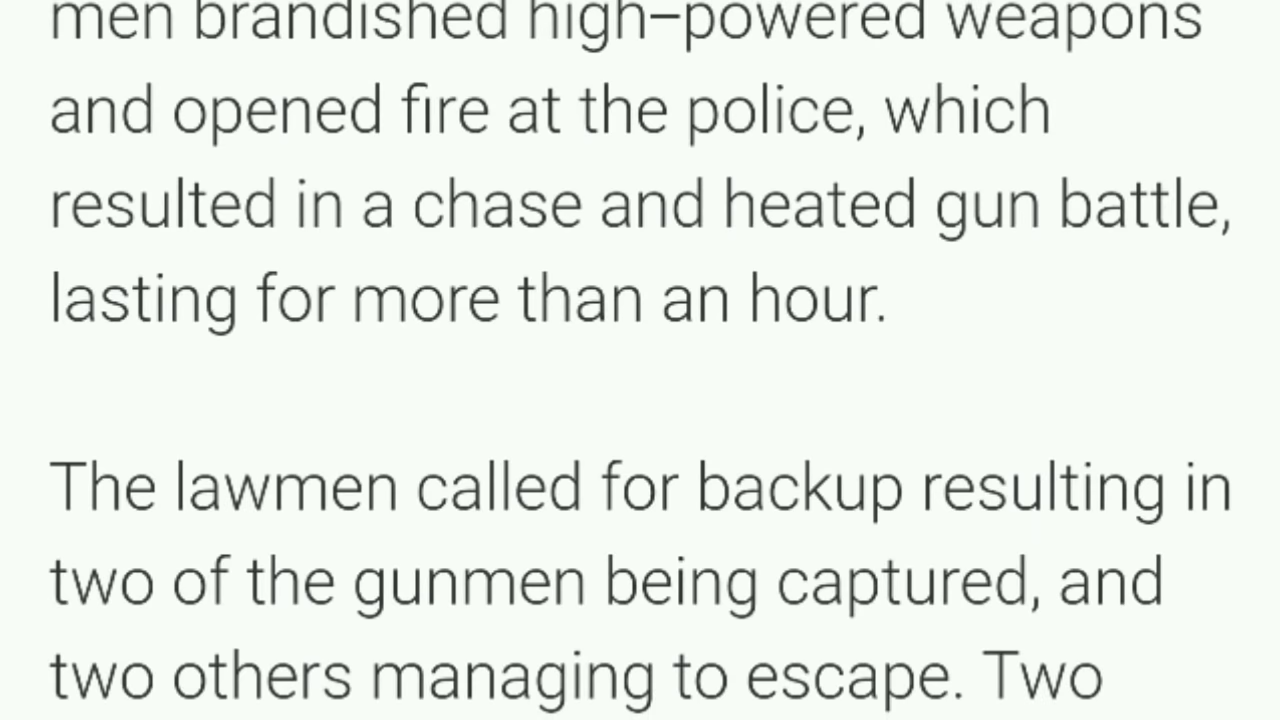 men brandished high–powered weapons
and opened fire at the police, which
resulted in a chase and heated gun battle,
lasting for more than an hour.
The lawmen called for backup resulting in
two of the gunmen being captured, and
two others managing to escape. Two